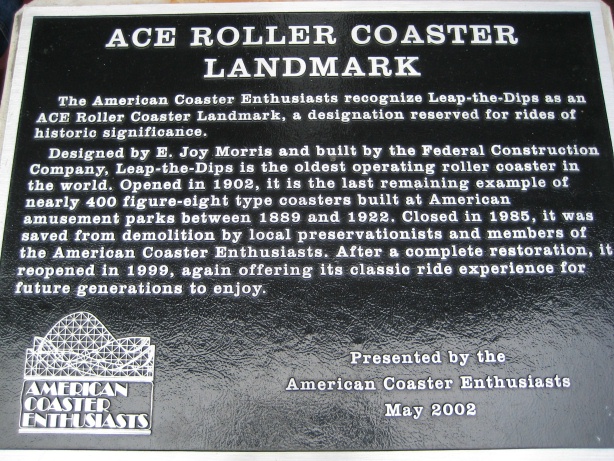 ACE ROLLER COASTER
LANDMARK
The American Coaster Enthusiasts recognize Leap-the-Dips as an
ACE Roller Coaster Landmark, a designation reserved for rides of
historic significance.
Designed by E. Joy Morris and built by the Federal Construction
Company, Leap-the-Dips is the oldest operating roller coaster in
the world. Opened in 1902, it is the last remaining example of
nearly 400 figure-eight type coasters built at American
amusement parks between 1889 and 1922. Closed in 1985, it was
saved from demolition by local preservationists and members of
the American Coaster Enthusiasts. After a complete restoration, it
reopened in 1999, again offering its classic ride experience for
future generations to enjoy.
AMERICAN
COASTER
ENTHUSIASTS
Presented by the
American Coaster Enthusiasts
May 2002